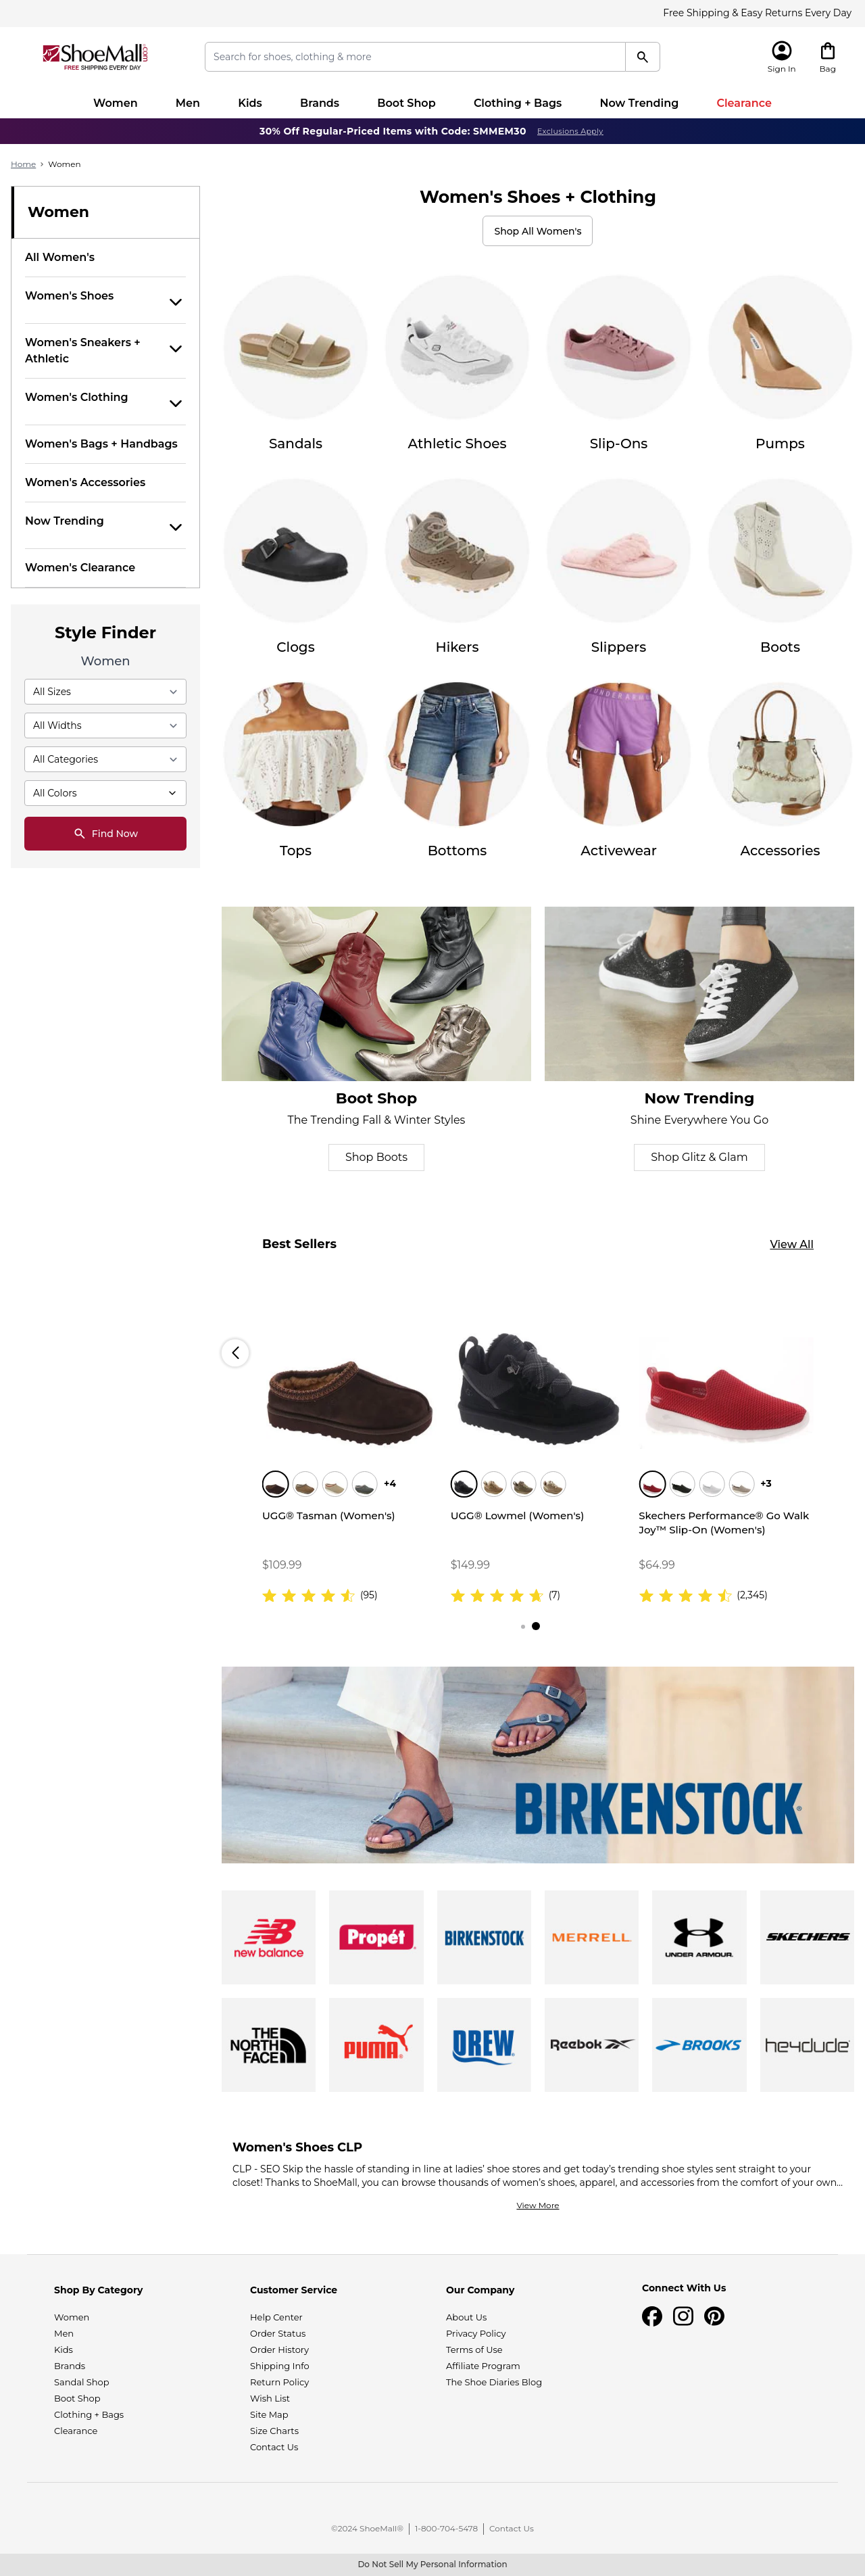 Free Shipping & Easy Returns Every Day
ShoeMall.com
FREE SHIPPING EVERY DAY
Search for shoes, clothing & more
Sign In
Bag
Women
Men
Kids
Brands
Boot Shop
Clothing + Bags
Now Trending
Clearance
30% Off Regular-Priced Items with Code: SMMEM30 Exclusions Apply
Home › Women
Women
All Women's
Women's Shoes
Women's Sneakers +
Athletic
Women's Clothing
Women's Bags + Handbags
Women's Accessories
Now Trending
Women's Clearance
Style Finder
Women
All Sizes
All Widths
All Categories
All Colors
Find Now
Women's Shoes + Clothing
Shop All Women's
Sandals
Athletic Shoes
Slip-Ons
Pumps
Clogs
Hikers
Slippers
Boots
UNDER ARMOUR
Tops
Bottoms
Activewear
Accessories
Boot Shop
The Trending Fall & Winter Styles
Shop Boots
Now Trending
Shine Everywhere You Go
Shop Glitz & Glam
Best Sellers
View All
+4
UGG® Tasman (Women's)
$109.99
(95)
UGG® Lowmel (Women's)
$149.99
(7)
+3
Skechers Performance® Go Walk
Joy™ Slip-On (Women's)
$64.99
(2,345)
BIRKENSTOCK®
new balance
Propét
BIRKENSTOCK
MERRELL
UNDER ARMOUR.
SKECHERS
THE
NORTH
FACE
PUMA
DREW
Reebok
BROOKS
heydude
Women's Shoes CLP
CLP - SEO Skip the hassle of standing in line at ladies’ shoe stores and get today’s trending shoe styles sent straight to your
closet! Thanks to ShoeMall, you can browse thousands of women’s shoes, apparel, and accessories from the comfort of your own...
View More
Shop By Category
Women
Men
Kids
Brands
Sandal Shop
Boot Shop
Clothing + Bags
Clearance
Customer Service
Help Center
Order Status
Order History
Shipping Info
Return Policy
Wish List
Site Map
Size Charts
Contact Us
Our Company
About Us
Privacy Policy
Terms of Use
Affiliate Program
The Shoe Diaries Blog
Connect With Us
©2024 ShoeMall® | 1-800-704-5478 | Contact Us
Do Not Sell My Personal Information